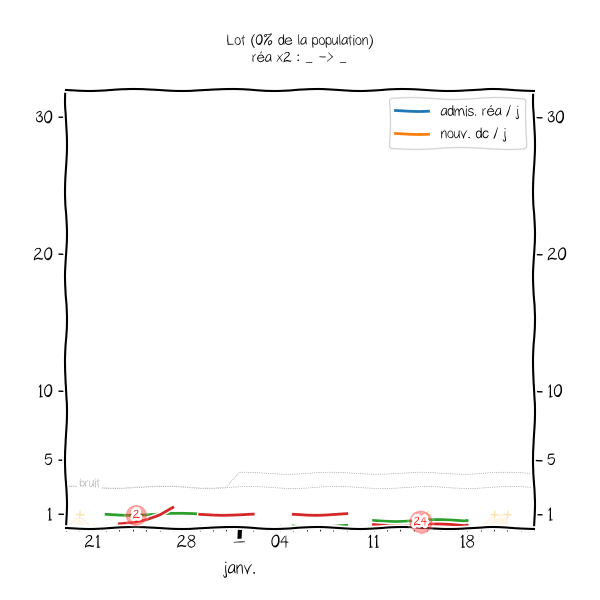 Lot (0% de la population)
réa x2 : _ -> _
admis. réa / j
nouv. dc / j
30
30
20
20
10
10
5
5
bruit
1
2
24
1
21
28
04
11
18
janv.